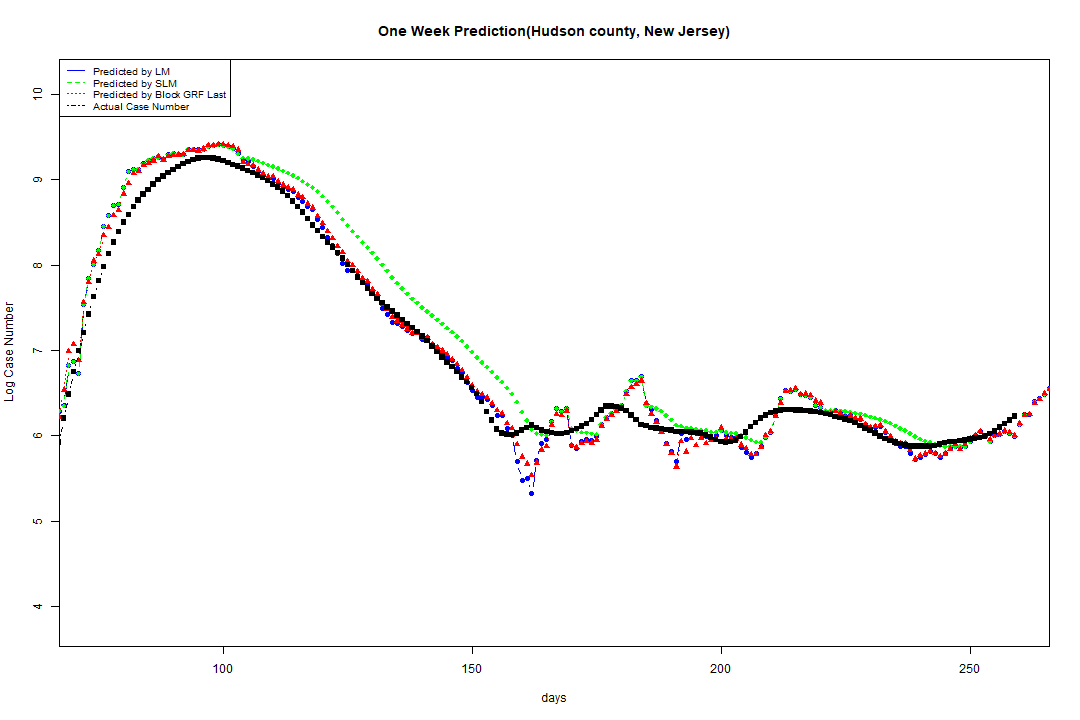 One Week Prediction(Hudson county, New Jersey)
Predicted by LM
Predicted by SLM
Predicted by Block GRF Last
Actual Case Number
10
9
8
7
6
5
4
Log Case Number
100 150 200 250
days